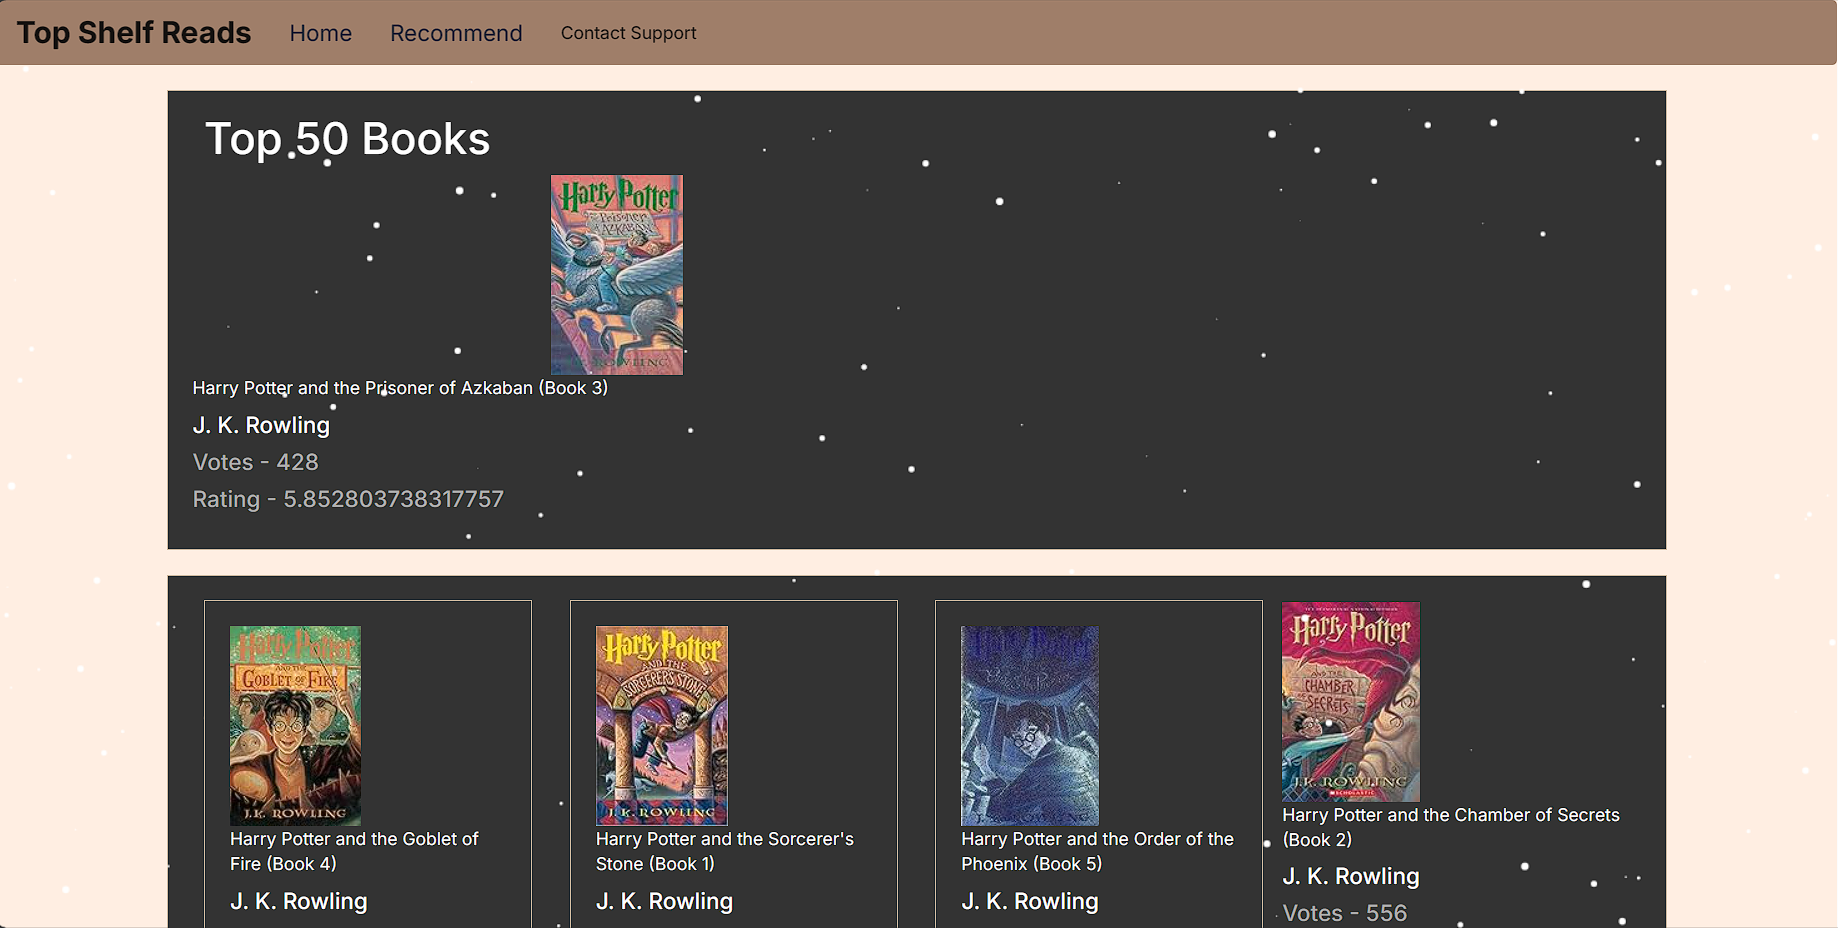 Top Shelf Reads Home Recommend Contact Support
Top 50 Books
Harry Potter
Prisoner
AZKABAN
J.K. ROWLING
Harry Potter and the Prisoner of Azkaban (Book 3)
J. K. Rowling
Votes - 428
Rating - 5.852803738317757
Harry Potter
AND THE
GOBLET OF FIRE
J.K. ROWLING
Harry Potter and the Goblet of
Fire (Book 4)
J. K. Rowling
Harry Potter
AND THE
SORCERER'S STONE
J.K. ROWLING
Harry Potter and the Sorcerer's
Stone (Book 1)
J. K. Rowling
Harry Potter
Harry Potter and the Order of the
Phoenix (Book 5)
J. K. Rowling
Harry Potter
AND THE
CHAMBER
OF SECRETS
J.K. ROWLING
SCHOLASTIC
Harry Potter and the Chamber of Secrets
(Book 2)
J. K. Rowling
Votes - 556